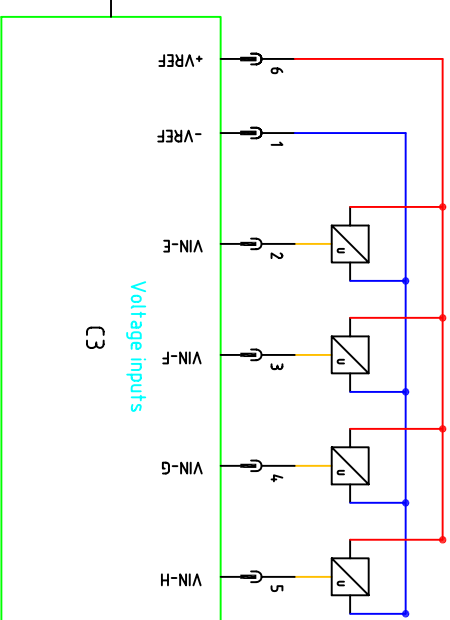 +VREF
6
-VREF
1
VIN-E
2
U
Voltage inputs
C3
VIN-F
3
U
VIN-G
4
U
VIN-H
5
U